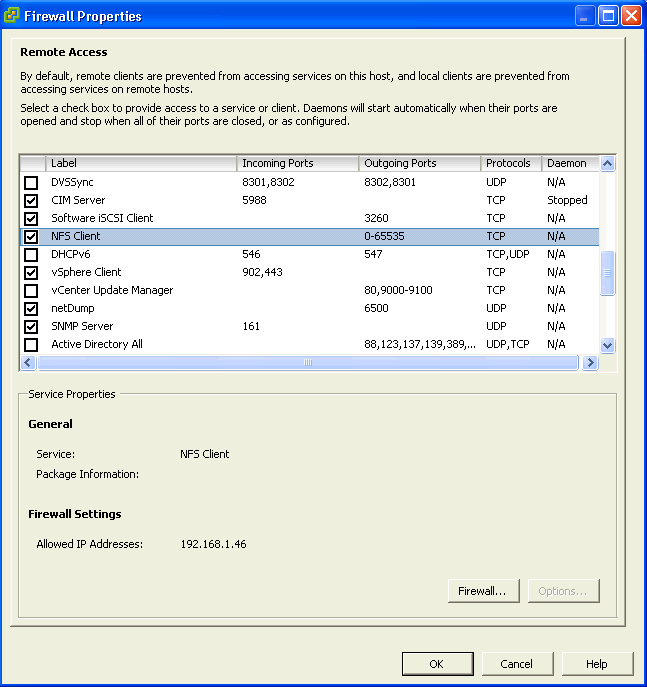 Firewall Properties
Remote Access
By default, remote clients are prevented from accessing services on this host, and local clients are prevented from
accessing services on remote hosts.
Select a check box to provide access to a service or client. Daemons will start automatically when their ports are
opened and stop when all of their ports are closed, or as configured.
Label Incoming Ports Outgoing Ports Protocols Daemon
DVSSync 8301,8302 8302,8301 UDP N/A
CIM Server 5988 TCP Stopped
Software iSCSI Client 3260 TCP N/A
NFS Client 0-65535 TCP N/A
DHCPv6 546 547 TCP,UDP N/A
vSphere Client 902,443 TCP N/A
vCenter Update Manager 80,9000-9100 TCP N/A
netDump 6500 UDP N/A
SNMP Server 161 UDP N/A
Active Directory All 88,123,137,139,389,... UDP,TCP N/A
Service Properties
General
Service: NFS Client
Package Information:
Firewall Settings
Allowed IP Addresses: 192.168.1.46
Firewall... Options...
OK Cancel Help